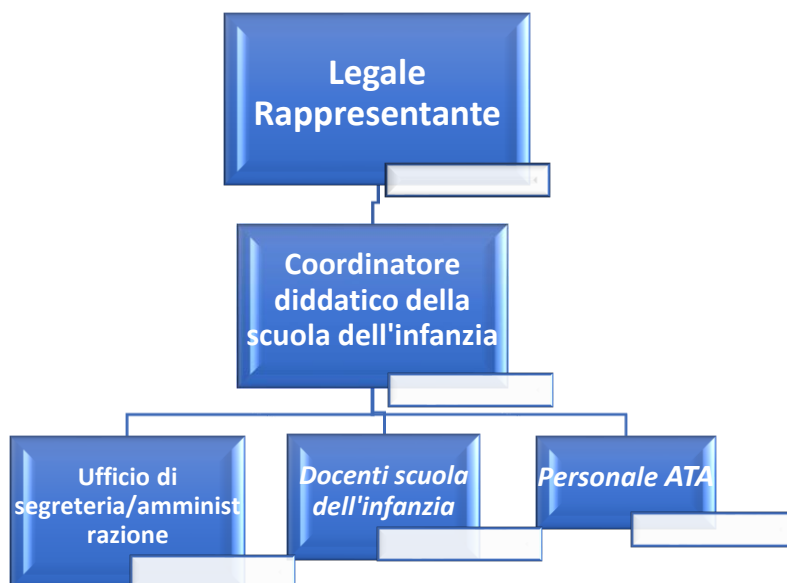 Legale
Rappresentante
Coordinatore
diddatico della
scuola dell'infanzia
Ufficio di
segreteria/amminist
razione
Docenti scuola
dell'infanzia
Personale ATA